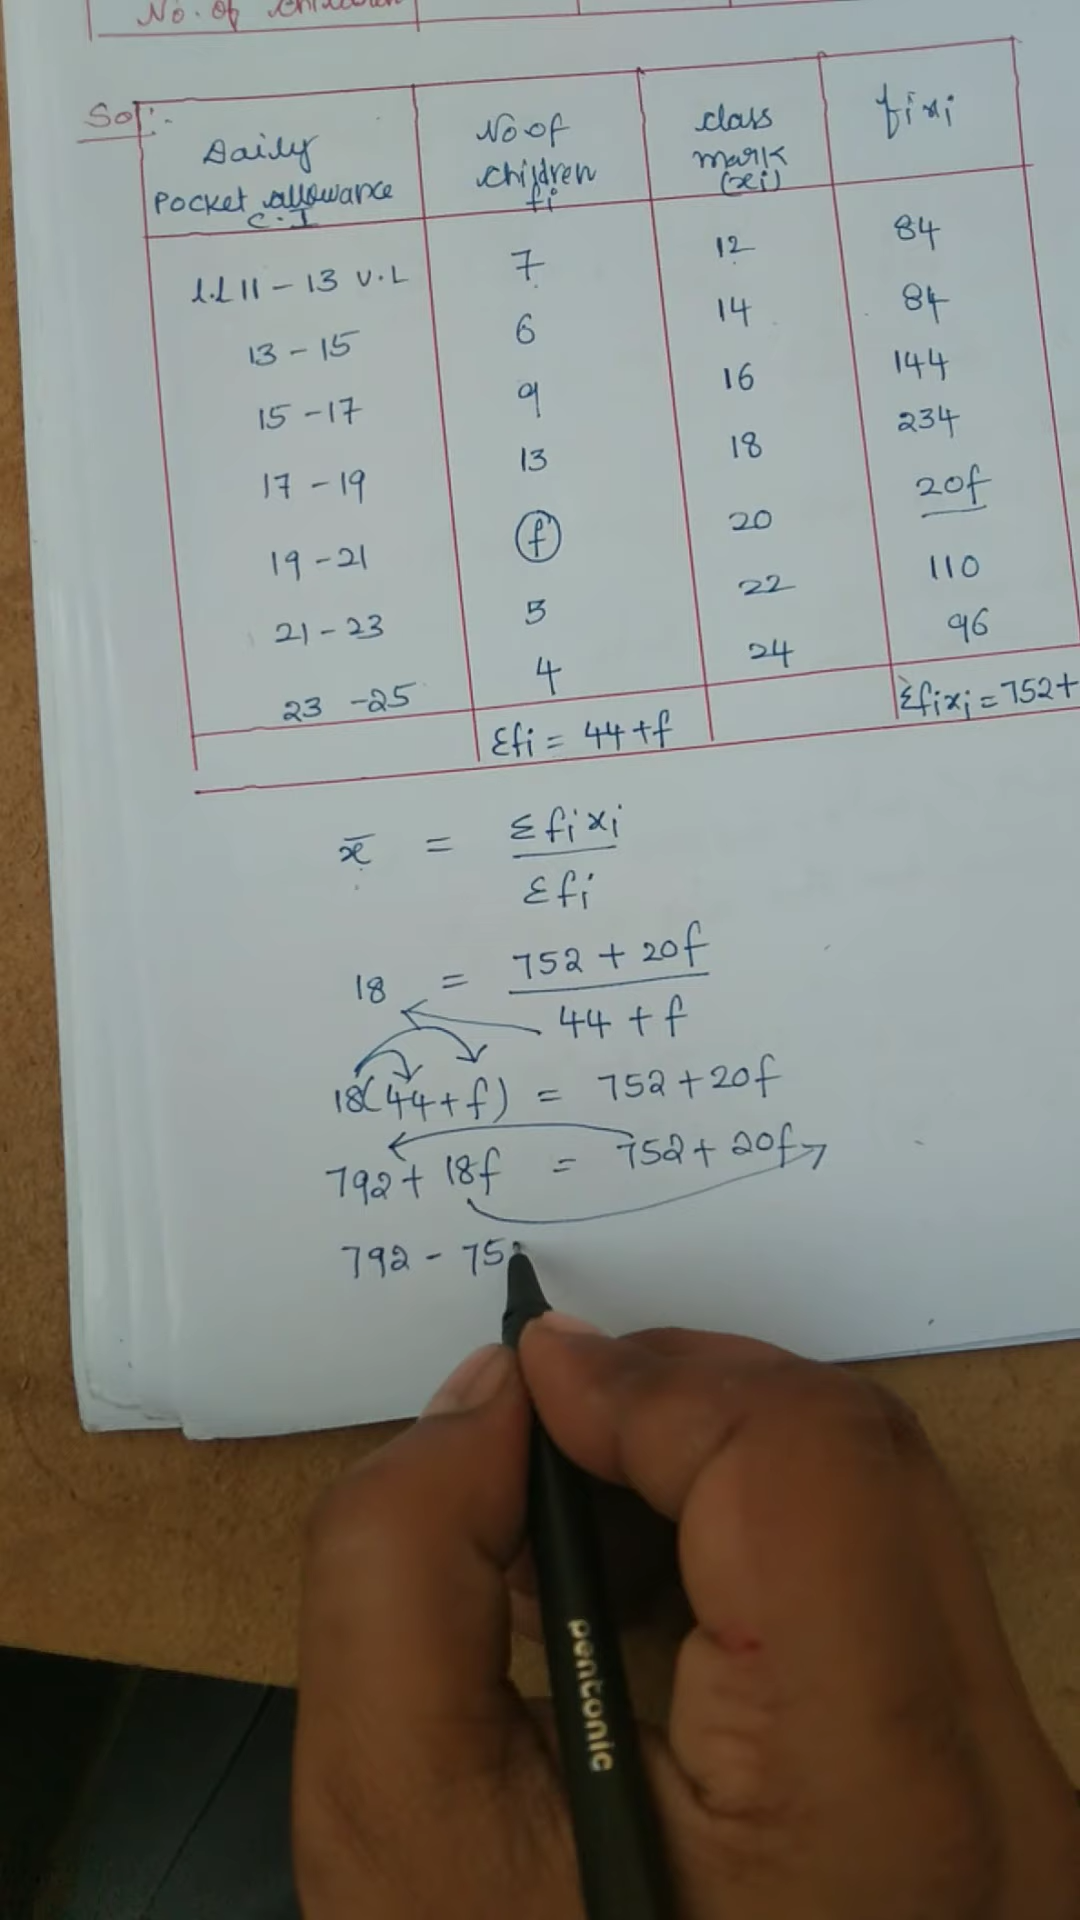 No. of children
Sol:-
Daily pocket allowance C.I | No of children fi | class mark (xi) | fixi
l.l 11 - 13 U.L | 7 | 12 | 84
13 - 15 | 6 | 14 | 84
15 - 17 | 9 | 16 | 144
17 - 19 | 13 | 18 | 234
19 - 21 | f | 20 | 20f
21 - 23 | 5 | 22 | 110
23 - 25 | 4 | 24 | 96
Σfi = 44 + f | Σfixi = 752 +
x̄ = Σfixi / Σfi
18 = 752 + 20f / 44 + f
18(44 + f) = 752 + 20f
792 + 18f = 752 + 20f
792 - 75
pentonic